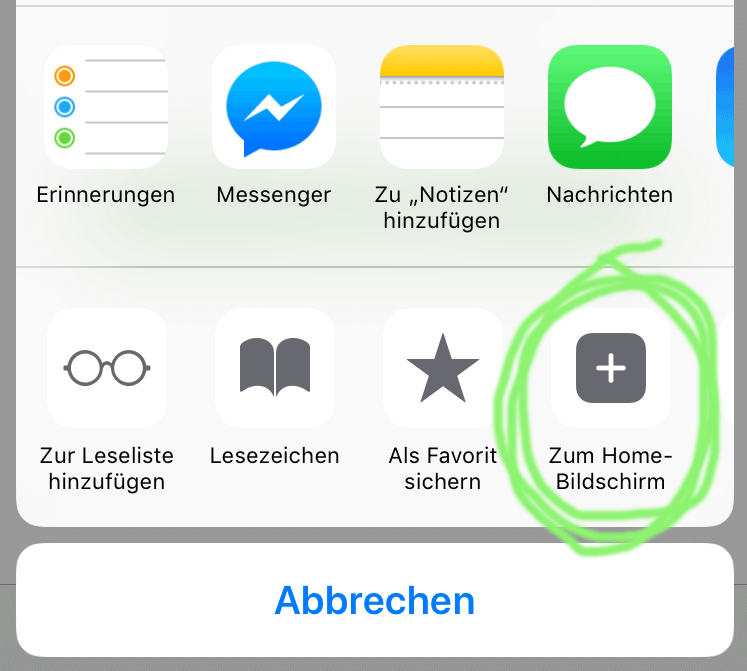 Erinnerungen
Messenger
Zu „Notizen“
hinzufügen
Nachrichten
Zur Leseliste
hinzufügen
Lesezeichen
Als Favorit
sichern
Zum Home-
Bildschirm
Abbrechen